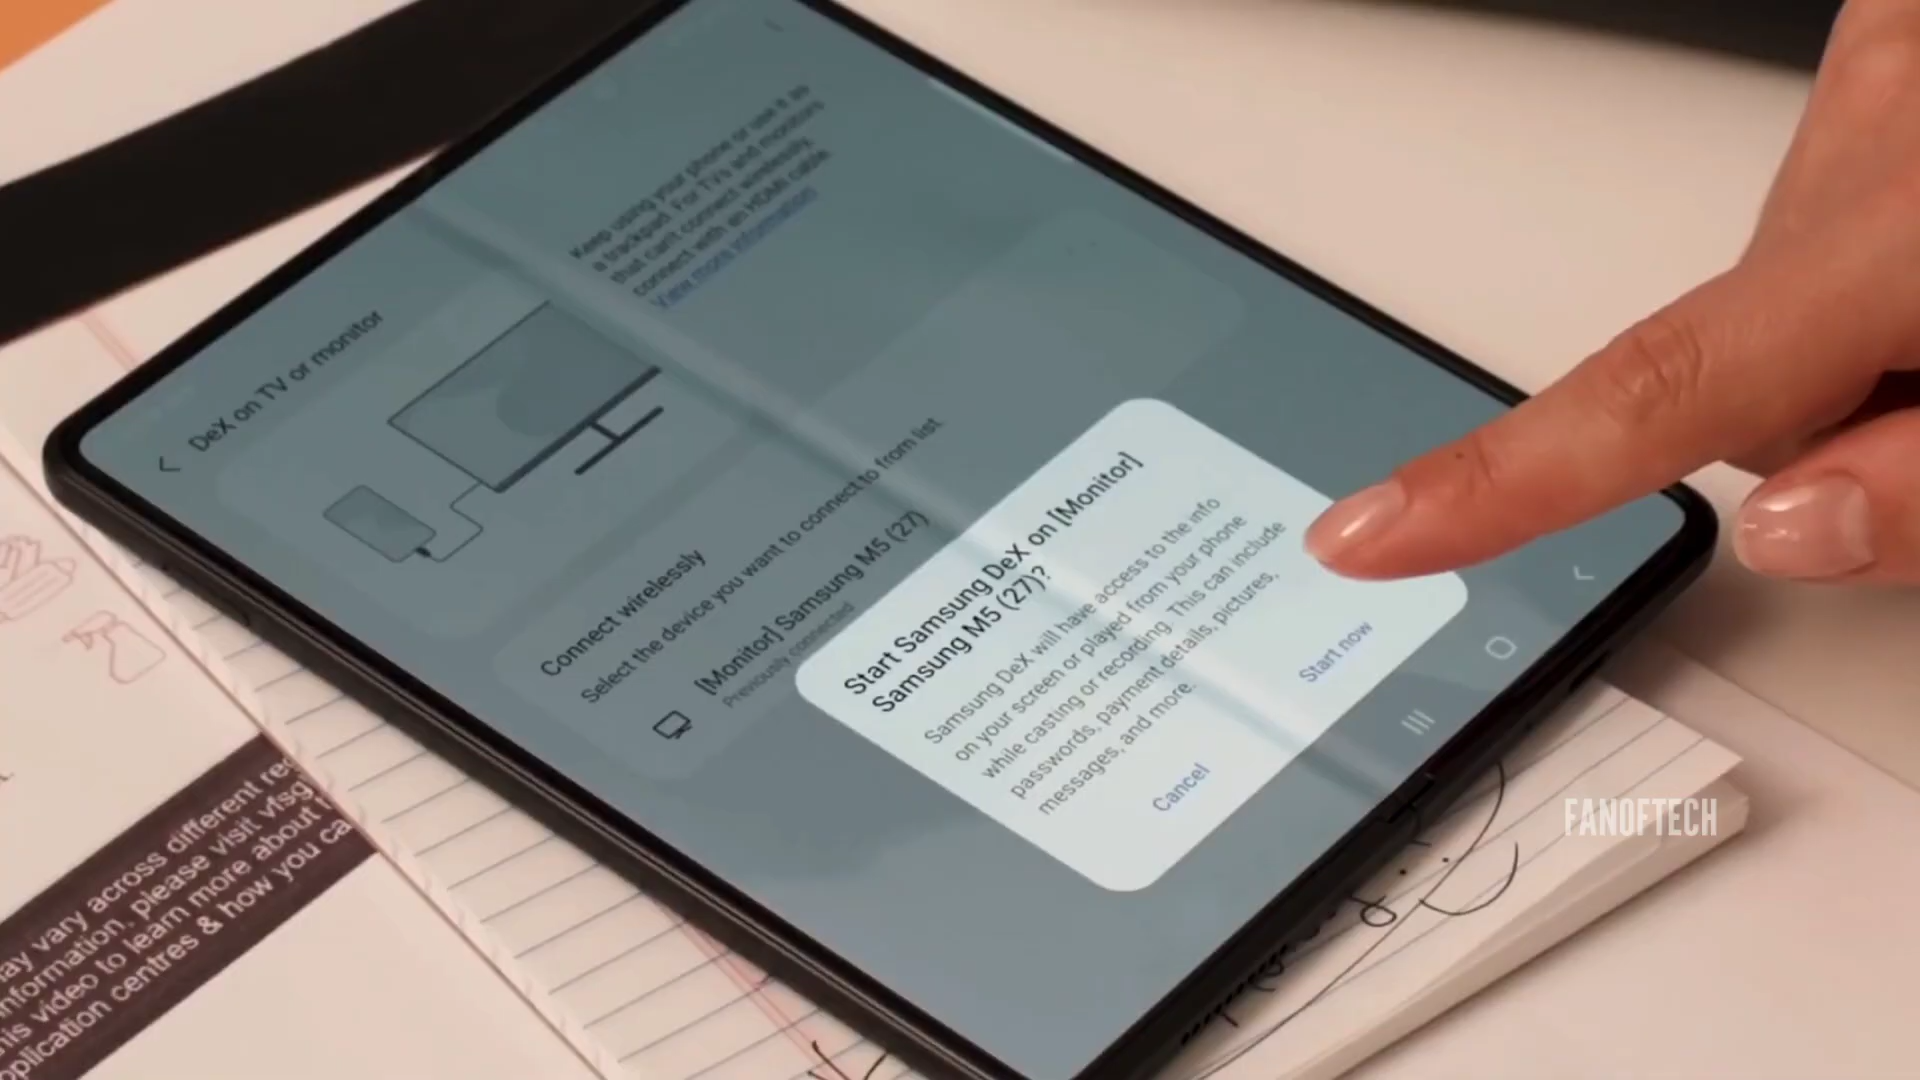 DeX on TV or monitor
Keep using your phone or use it as
a trackpad. For TVs and monitors
that can't connect wirelessly,
connect with an HDMI cable.
View more information
Connect wirelessly
Select the device you want to connect to from list.
[Monitor] Samsung M5 (27)
Previously connected
Start Samsung DeX on [Monitor]
Samsung M5 (27)?
Samsung DeX will have access to the info
on your screen or played from your phone
while casting or recording. This can include
passwords, payment details, pictures,
messages, and more.
Cancel
Start now
FANOFTECH
may vary across different
information, please visit vfsg
this video to learn more about
application centres & how you ca